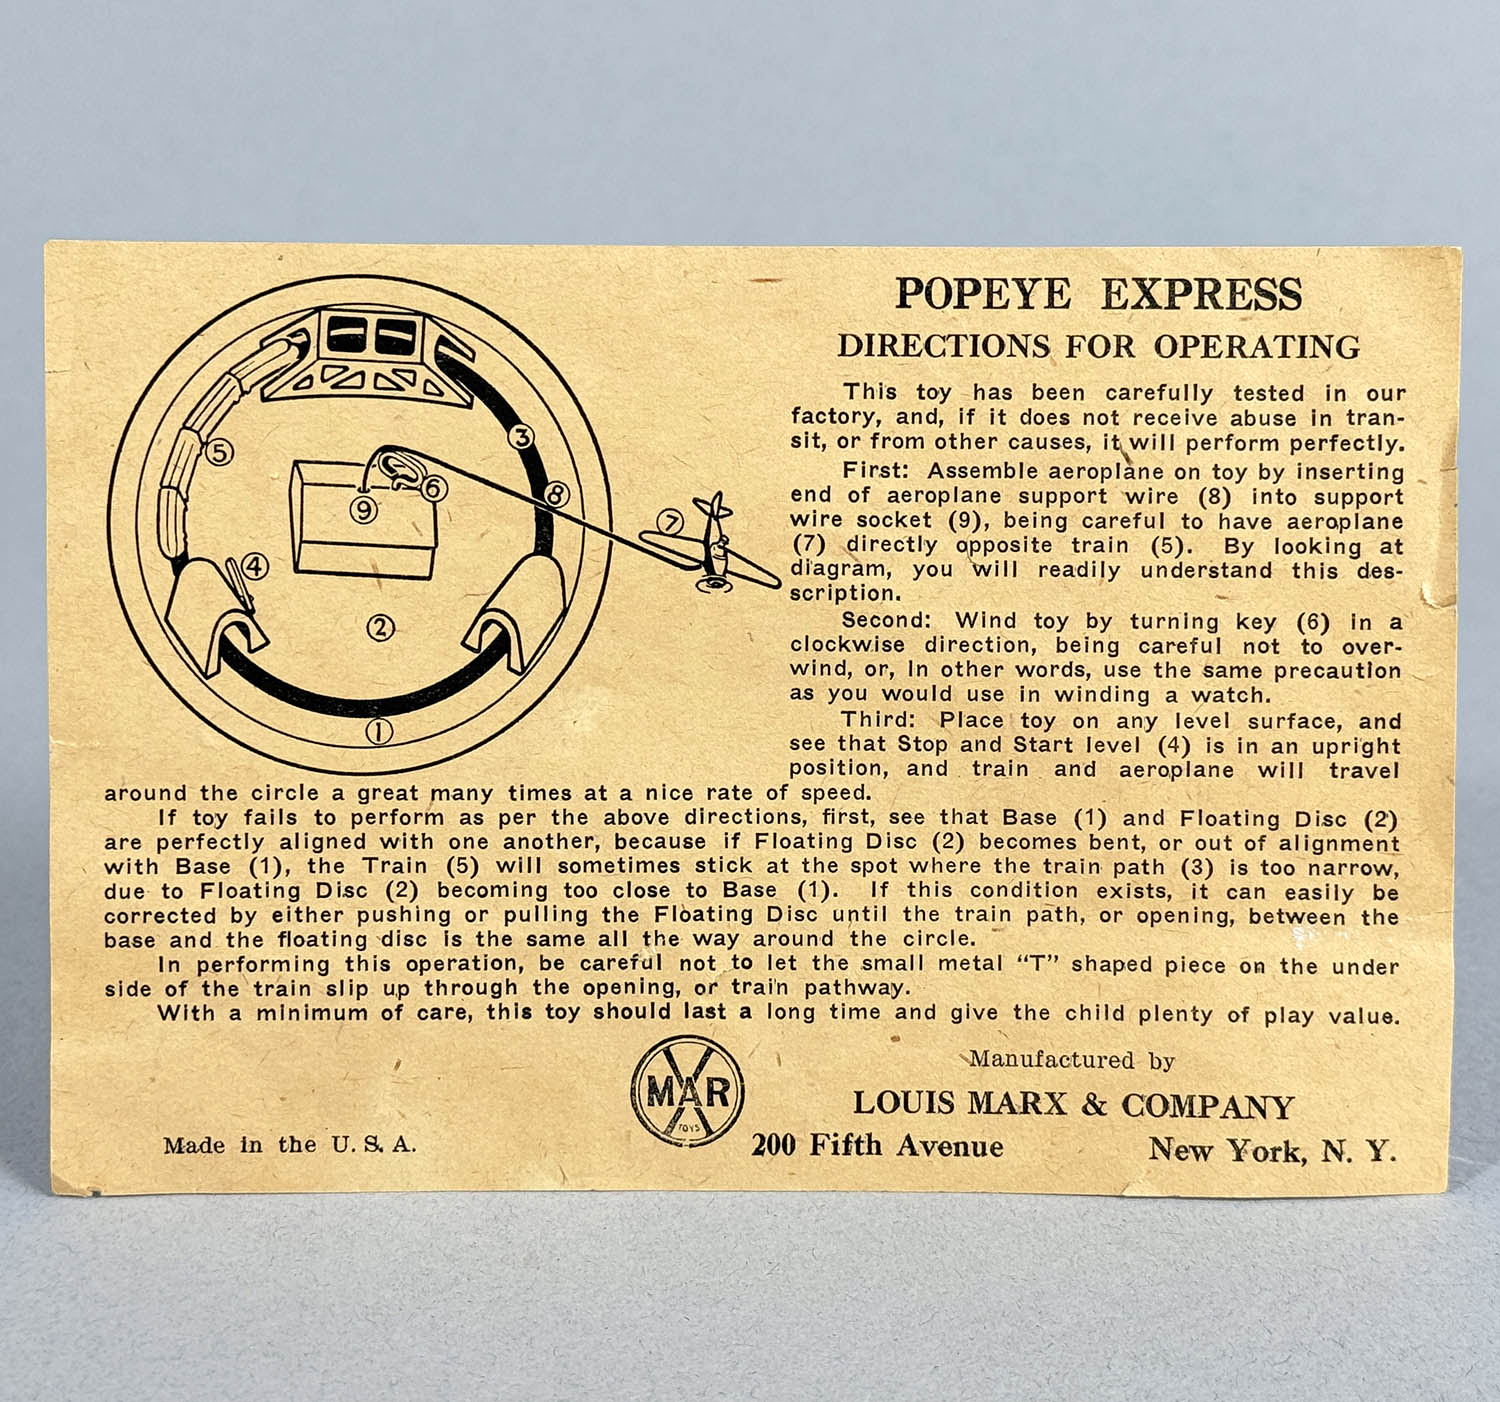 POPEYE EXPRESS
DIRECTIONS FOR OPERATING
This toy has been carefully tested in our
factory, and, if it does not receive abuse in tran-
sit, or from other causes, it will perform perfectly.
First: Assemble aeroplane on toy by inserting
end of aeroplane support wire (8) into support
wire socket (9), being careful to have aeroplane
(7) directly opposite train (5). By looking at
diagram, you will readily understand this des-
scription.
Second: Wind toy by turning key (6) in a
clockwise direction, being careful not to over-
wind, or, In other words, use the same precaution
as you would use in winding a watch.
Third: Place toy on any level surface, and
see that Stop and Start level (4) is in an upright
position, and train and aeroplane will travel
around the circle a great many times at a nice rate of speed.
If toy fails to perform as per the above directions, first, see that Base (1) and Floating Disc (2)
are perfectly aligned with one another, because if Floating Disc (2) becomes bent, or out of alignment
with Base (1), the Train (5) will sometimes stick at the spot where the train path (3) is too narrow,
due to Floating Disc (2) becoming too close to Base (1). If this condition exists, it can easily be
corrected by either pushing or pulling the Floating Disc until the train path, or opening, between the
base and the floating disc is the same all the way around the circle.
In performing this operation, be careful not to let the small metal “T” shaped piece on the under
side of the train slip up through the opening, or train pathway.
With a minimum of care, this toy should last a long time and give the child plenty of play value.
3
5
6
8
9
7
4
2
1
MAR
X
TOYS
Manufactured by
LOUIS MARX & COMPANY
200 Fifth Avenue New York, N. Y.
Made in the U. S. A.